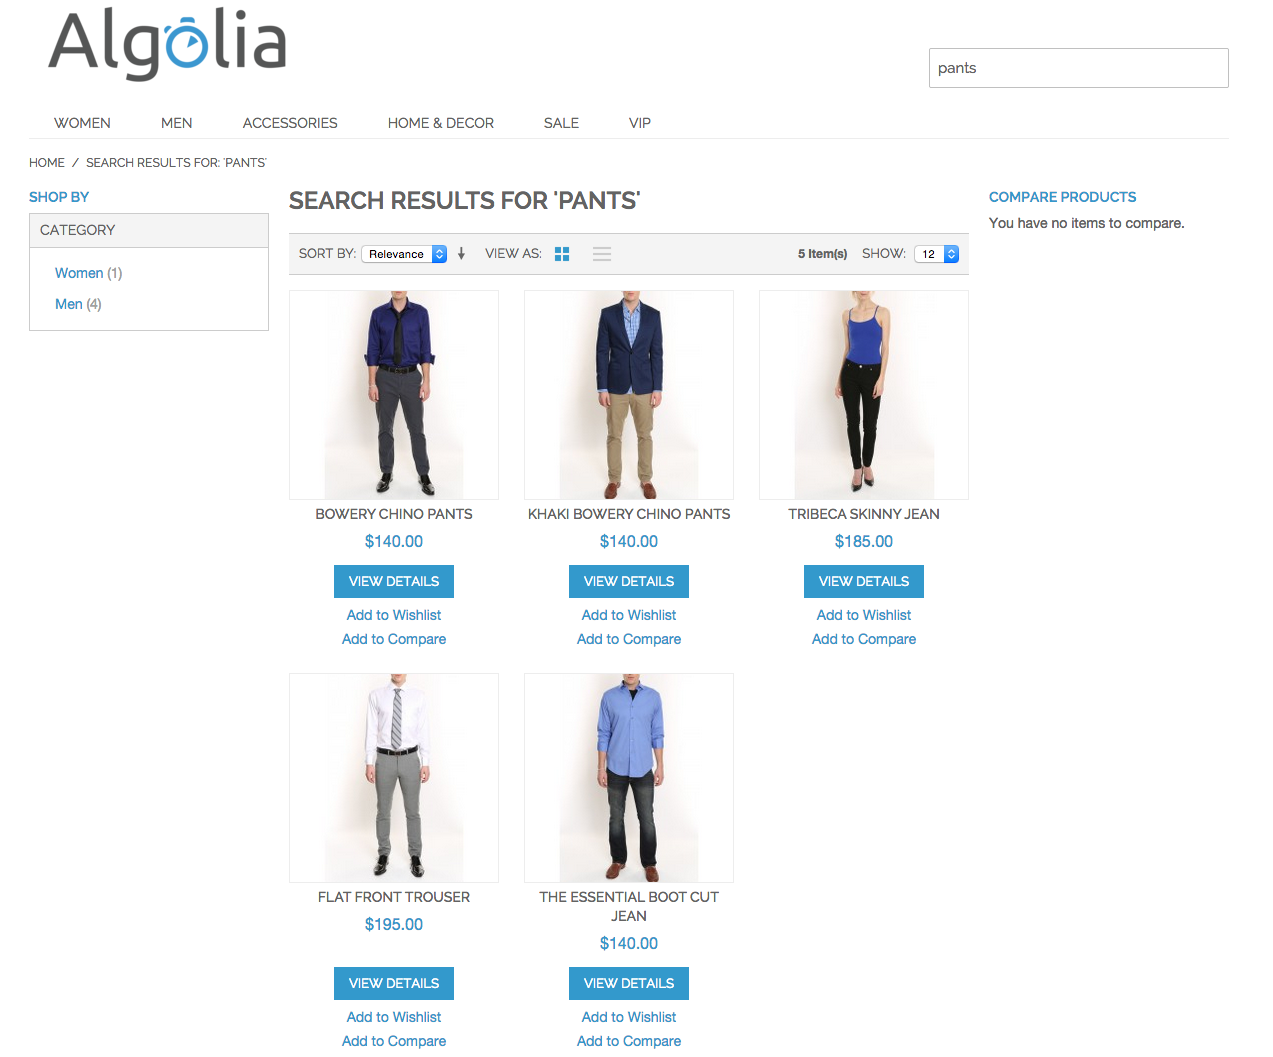 Algolia
pants
WOMEN MEN ACCESSORIES HOME & DECOR SALE VIP
HOME / SEARCH RESULTS FOR: 'PANTS'
SHOP BY
CATEGORY
Women (1)
Men (4)
SEARCH RESULTS FOR 'PANTS'
SORT BY: Relevance VIEW AS: 5 Item(s) SHOW: 12
COMPARE PRODUCTS
You have no items to compare.
BOWERY CHINO PANTS
$140.00
VIEW DETAILS
Add to Wishlist
Add to Compare
KHAKI BOWERY CHINO PANTS
$140.00
VIEW DETAILS
Add to Wishlist
Add to Compare
TRIBECA SKINNY JEAN
$185.00
VIEW DETAILS
Add to Wishlist
Add to Compare
FLAT FRONT TROUSER
$195.00
VIEW DETAILS
Add to Wishlist
Add to Compare
THE ESSENTIAL BOOT CUT
JEAN
$140.00
VIEW DETAILS
Add to Wishlist
Add to Compare